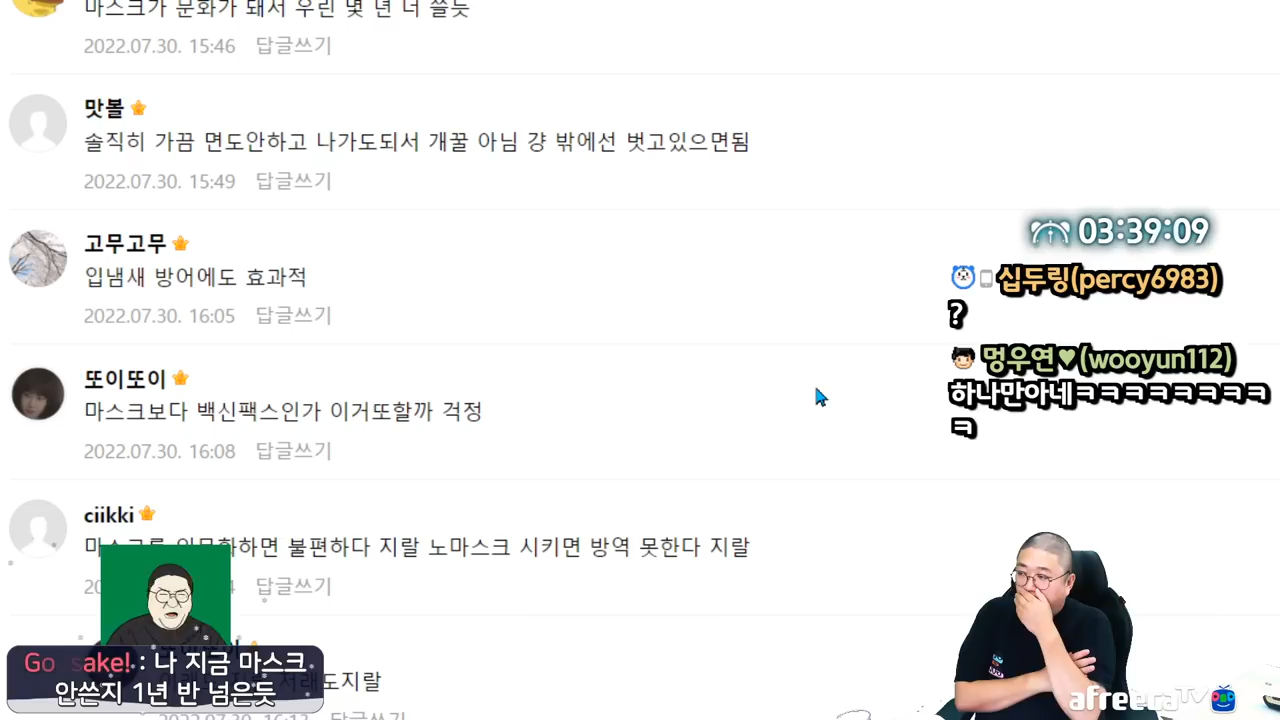 마스크가 문화가 돼서 우린 몇 년 더 쓸듯
2022.07.30. 15:46 답글쓰기
맛볼
솔직히 가끔 면도안하고 나가도되서 개꿀 아님 걍 밖에선 벗고있으면됨
2022.07.30. 15:49 답글쓰기
고무고무
입냄새 방어에도 효과적
2022.07.30. 16:05 답글쓰기
또이또이
마스크보다 백신팩스인가 이거또할까 걱정
2022.07.30. 16:08 답글쓰기
ciikki
불편하다 지랄 노마스크 시키면 방역 못한다 지랄
답글쓰기
03:39:09
십두링(percy6983)
?
멍우연♥(wooyun112)
하나만아네ㅋㅋㅋㅋㅋㅋㅋㅋ
ㅋ
Go sake! : 나 지금 마스크
안쓴지 1년 반 넘은듯
저래도지랄
답글쓰기
afreecaTV